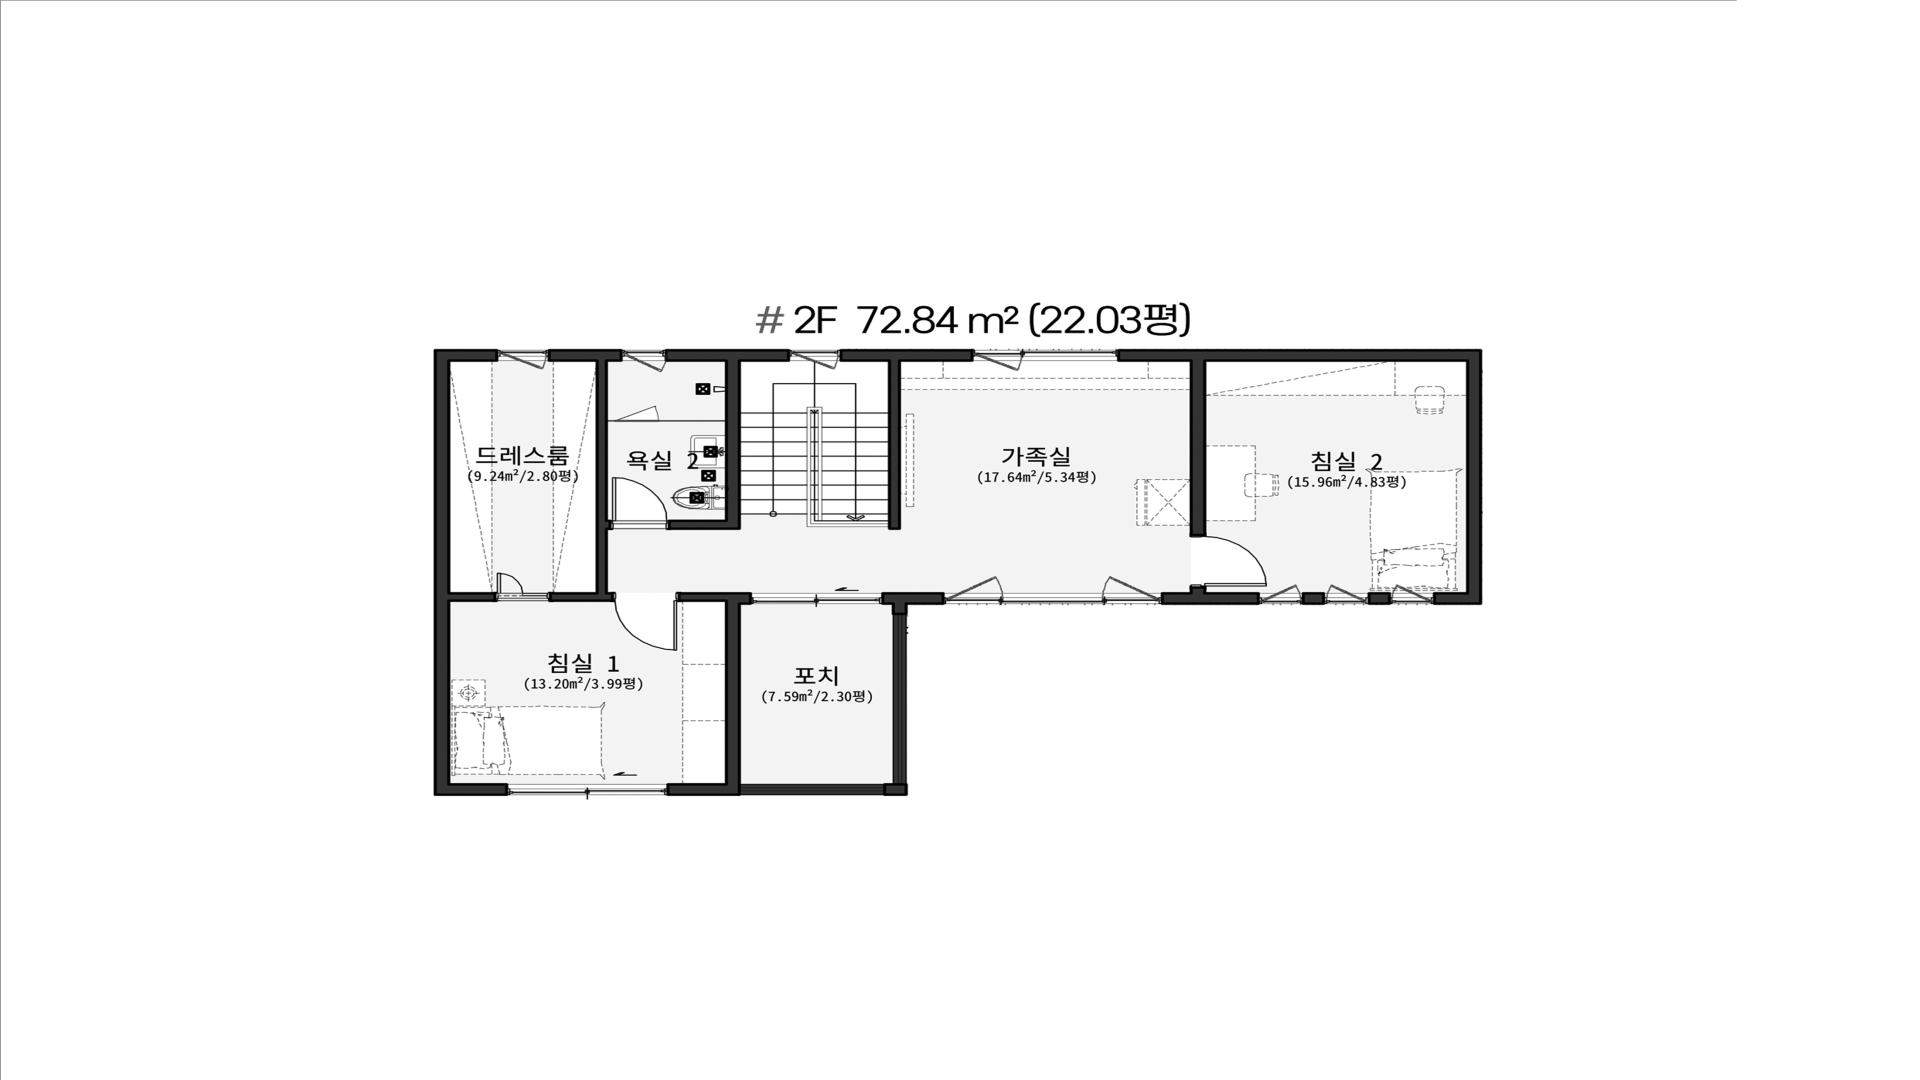 # 2F 72.84 m² (22.03평)
드레스룸
(9.24m²/2.80평)
욕실 2
가족실
(17.64m²/5.34평)
침실 2
(15.96m²/4.83평)
침실 1
(13.20m²/3.99평)
포치
(7.59m²/2.30평)